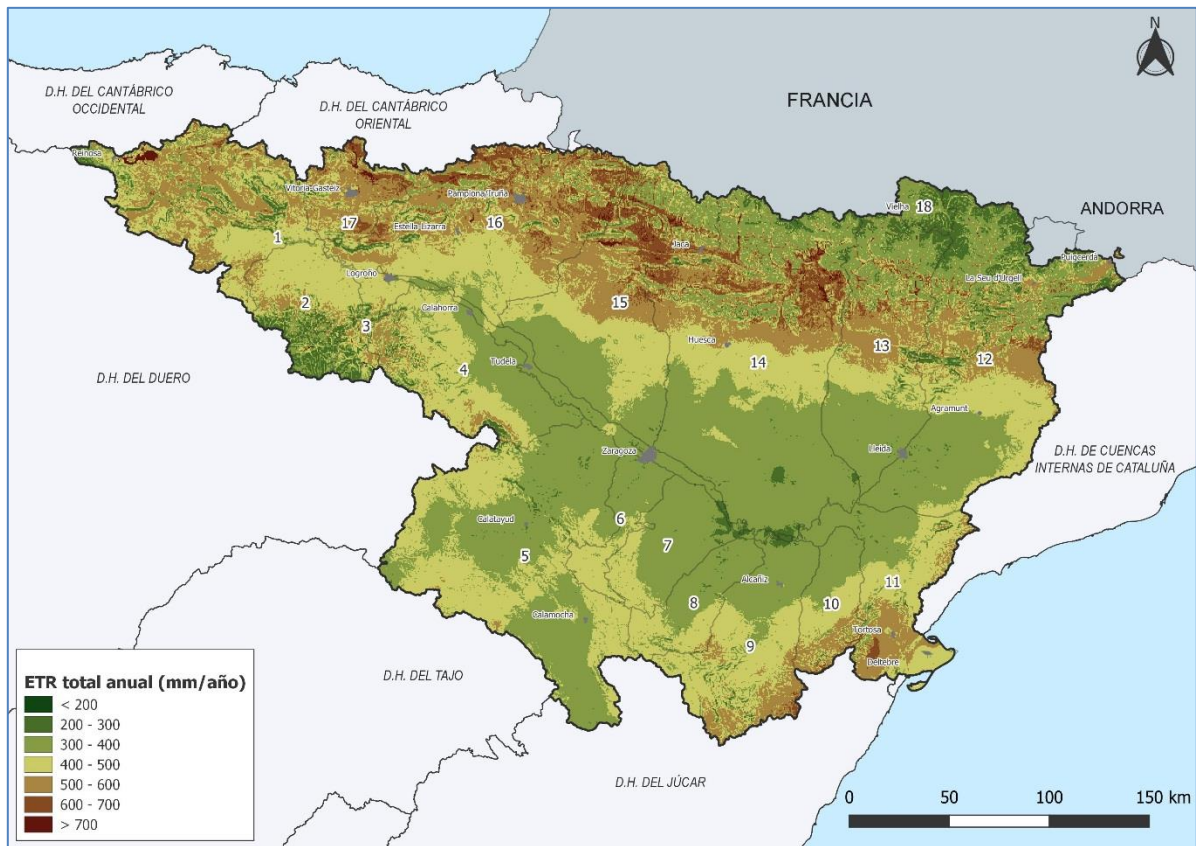 N
D.H. DEL CANTÁBRICO
OCCIDENTAL
D.H. DEL CANTÁBRICO
ORIENTAL
FRANCIA
ANDORRA
Reinosa
Vitoria-Gasteiz
Pamplona/Iruña
Vielha
18
17
Estella-Lizarra
16
Jaca
La Seu d'Urgell
Puigcerdà
1
Logroño
2
3
Calahorra
15
Huesca
14
13
12
4
Tudela
Agramunt
D.H. DEL DUERO
Zaragoza
Lleida
D.H. DE CUENCAS
INTERNAS DE CATALUÑA
Calatayud
5
6
7
Alcañiz
8
Calamocha
9
10
11
Tortosa
Deltebre
D.H. DEL TAJO
D.H. DEL JÚCAR
ETR total anual (mm/año)
< 200
200 - 300
300 - 400
400 - 500
500 - 600
600 - 700
> 700
0 50 100 150 km